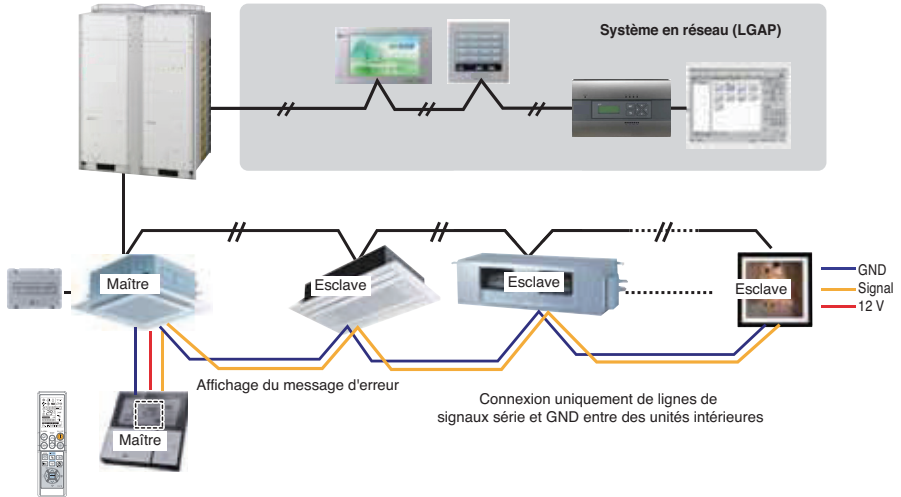 Système en réseau (LGAP)
Maître
Esclave
Esclave
Esclave
GND
Signal
12 V
Affichage du message d'erreur
Maître
Connexion uniquement de lignes de
signaux série et GND entre des unités intérieures